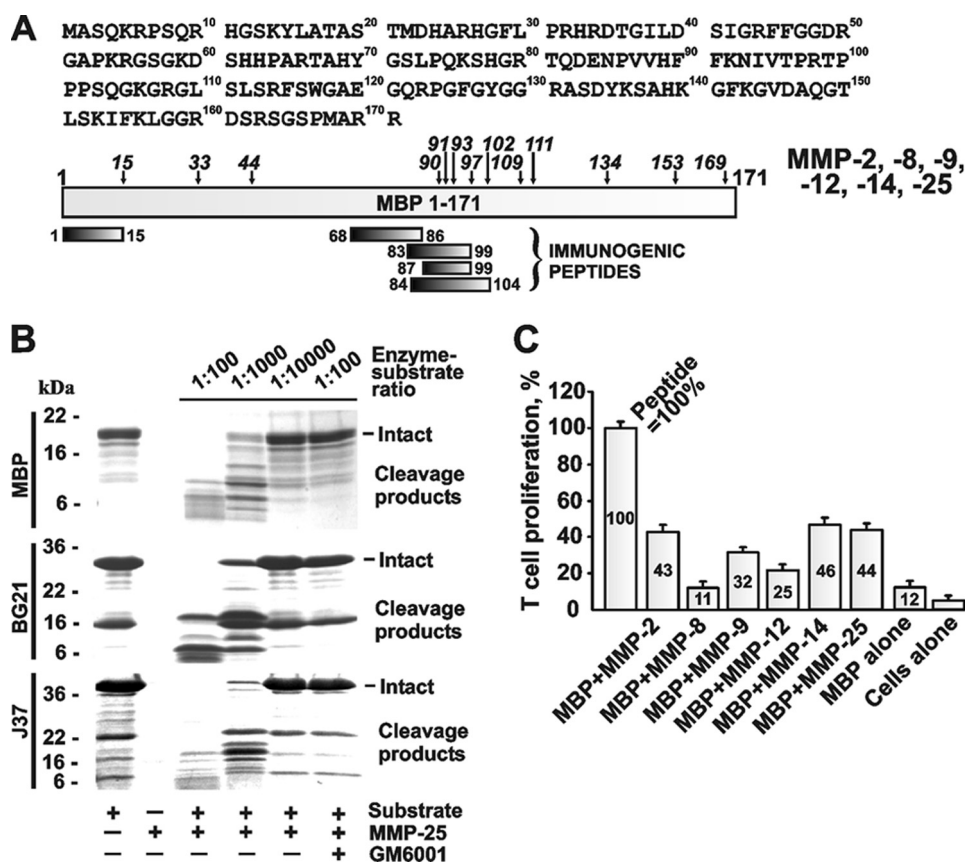 A
MASQKRPSQR10 HGSKYLATAS20 TMDHARHGFL30 PRHRDTGILD40 SIGRFFGGDR50
GAPKRGSGKD60 SHHPARTAHY70 GSLPQKSHGR80 TQDENPVVHF90 FKNIVTPRTP100
PPSQGKGRGL110 SLSRFSWGAE120 GQRPGFGYGG130 RASDYKSAHK140 GFKGVDAQGT150
LSKIFKLGGR160 DSRSGSPMAR170 R
91 93 102 111
1 15 33 44 90 97 109 134 153 169 171
MMP-2, -8, -9,
-12, -14, -25
MBP 1-171
1 15 68 86
83 99
87 99
84 104
IMMUNOGENIC
PEPTIDES
B
1:100 1:1000 1:10000 1:100
Enzyme-
substrate
ratio
kDa
MBP
22 -
16 -
6 -
Intact
Cleavage
products
BG21
36 -
22 -
16 -
6 -
Intact
Cleavage
products
J37
36 -
22 -
16 -
6 -
Intact
Cleavage
products
+ − + + + + Substrate
− + + + + + MMP-25
− − − − − + GM6001
C
T cell proliferation, %
120
100
80
60
40
20
0
Peptide
=100%
100 43 11 32 25 46 44 12
MBP+MMP-2
MBP+MMP-8
MBP+MMP-9
MBP+MMP-12
MBP+MMP-14
MBP+MMP-25
MBP alone
Cells alone